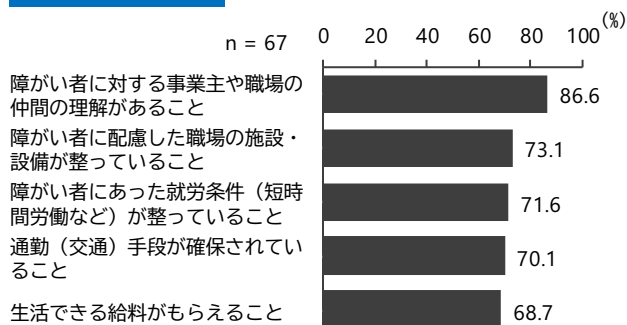 (%)
n = 67
0 20 40 60 80 100
障がい者に対する事業主や職場の
仲間の理解があること
86.6
障がい者に配慮した職場の施設・
設備が整っていること
73.1
障がい者にあった就労条件（短時
間労働など）が整っていること
71.6
通勤（交通）手段が確保されてい
ること
70.1
生活できる給料がもらえること
68.7